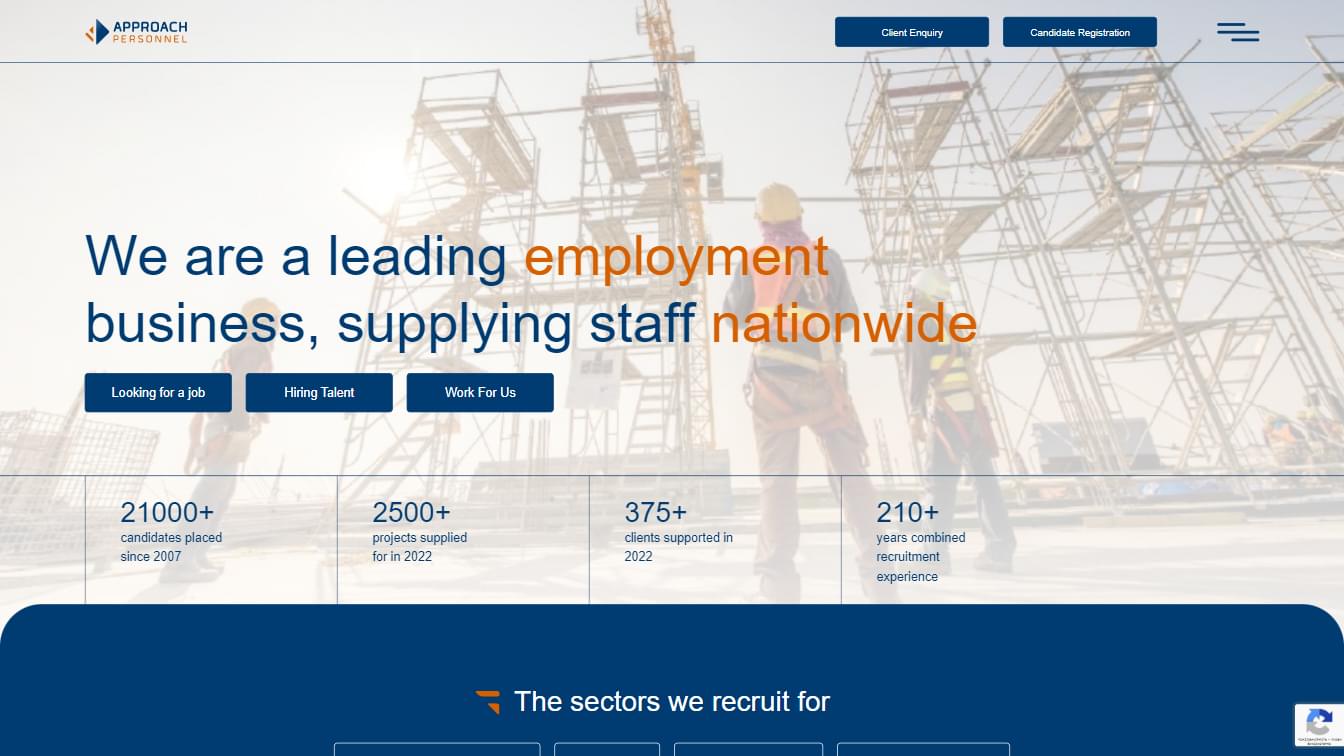 APPROACH
PERSONNEL
Client Enquiry
Candidate Registration
We are a leading employment
business, supplying staff nationwide
Looking for a job
Hiring Talent
Work For Us
21000+
candidates placed
since 2007
2500+
projects supplied
for in 2022
375+
clients supported in
2022
210+
years combined
recruitment
experience
The sectors we recruit for